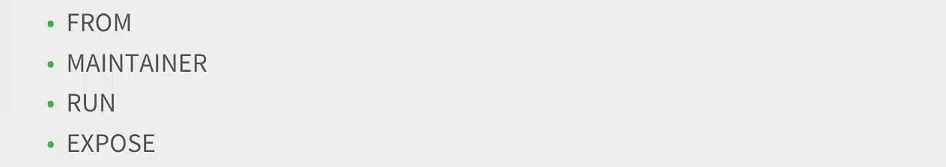 • FROM
• MAINTAINER
• RUN
• EXPOSE